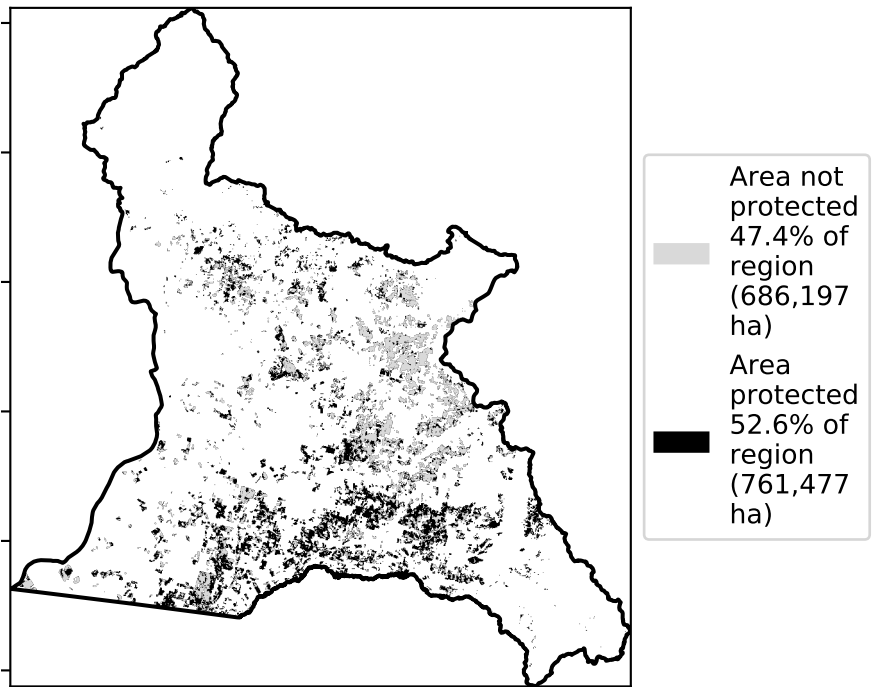 Area not
protected
47.4% of
region
(686,197
ha)
Area
protected
52.6% of
region
(761,477
ha)